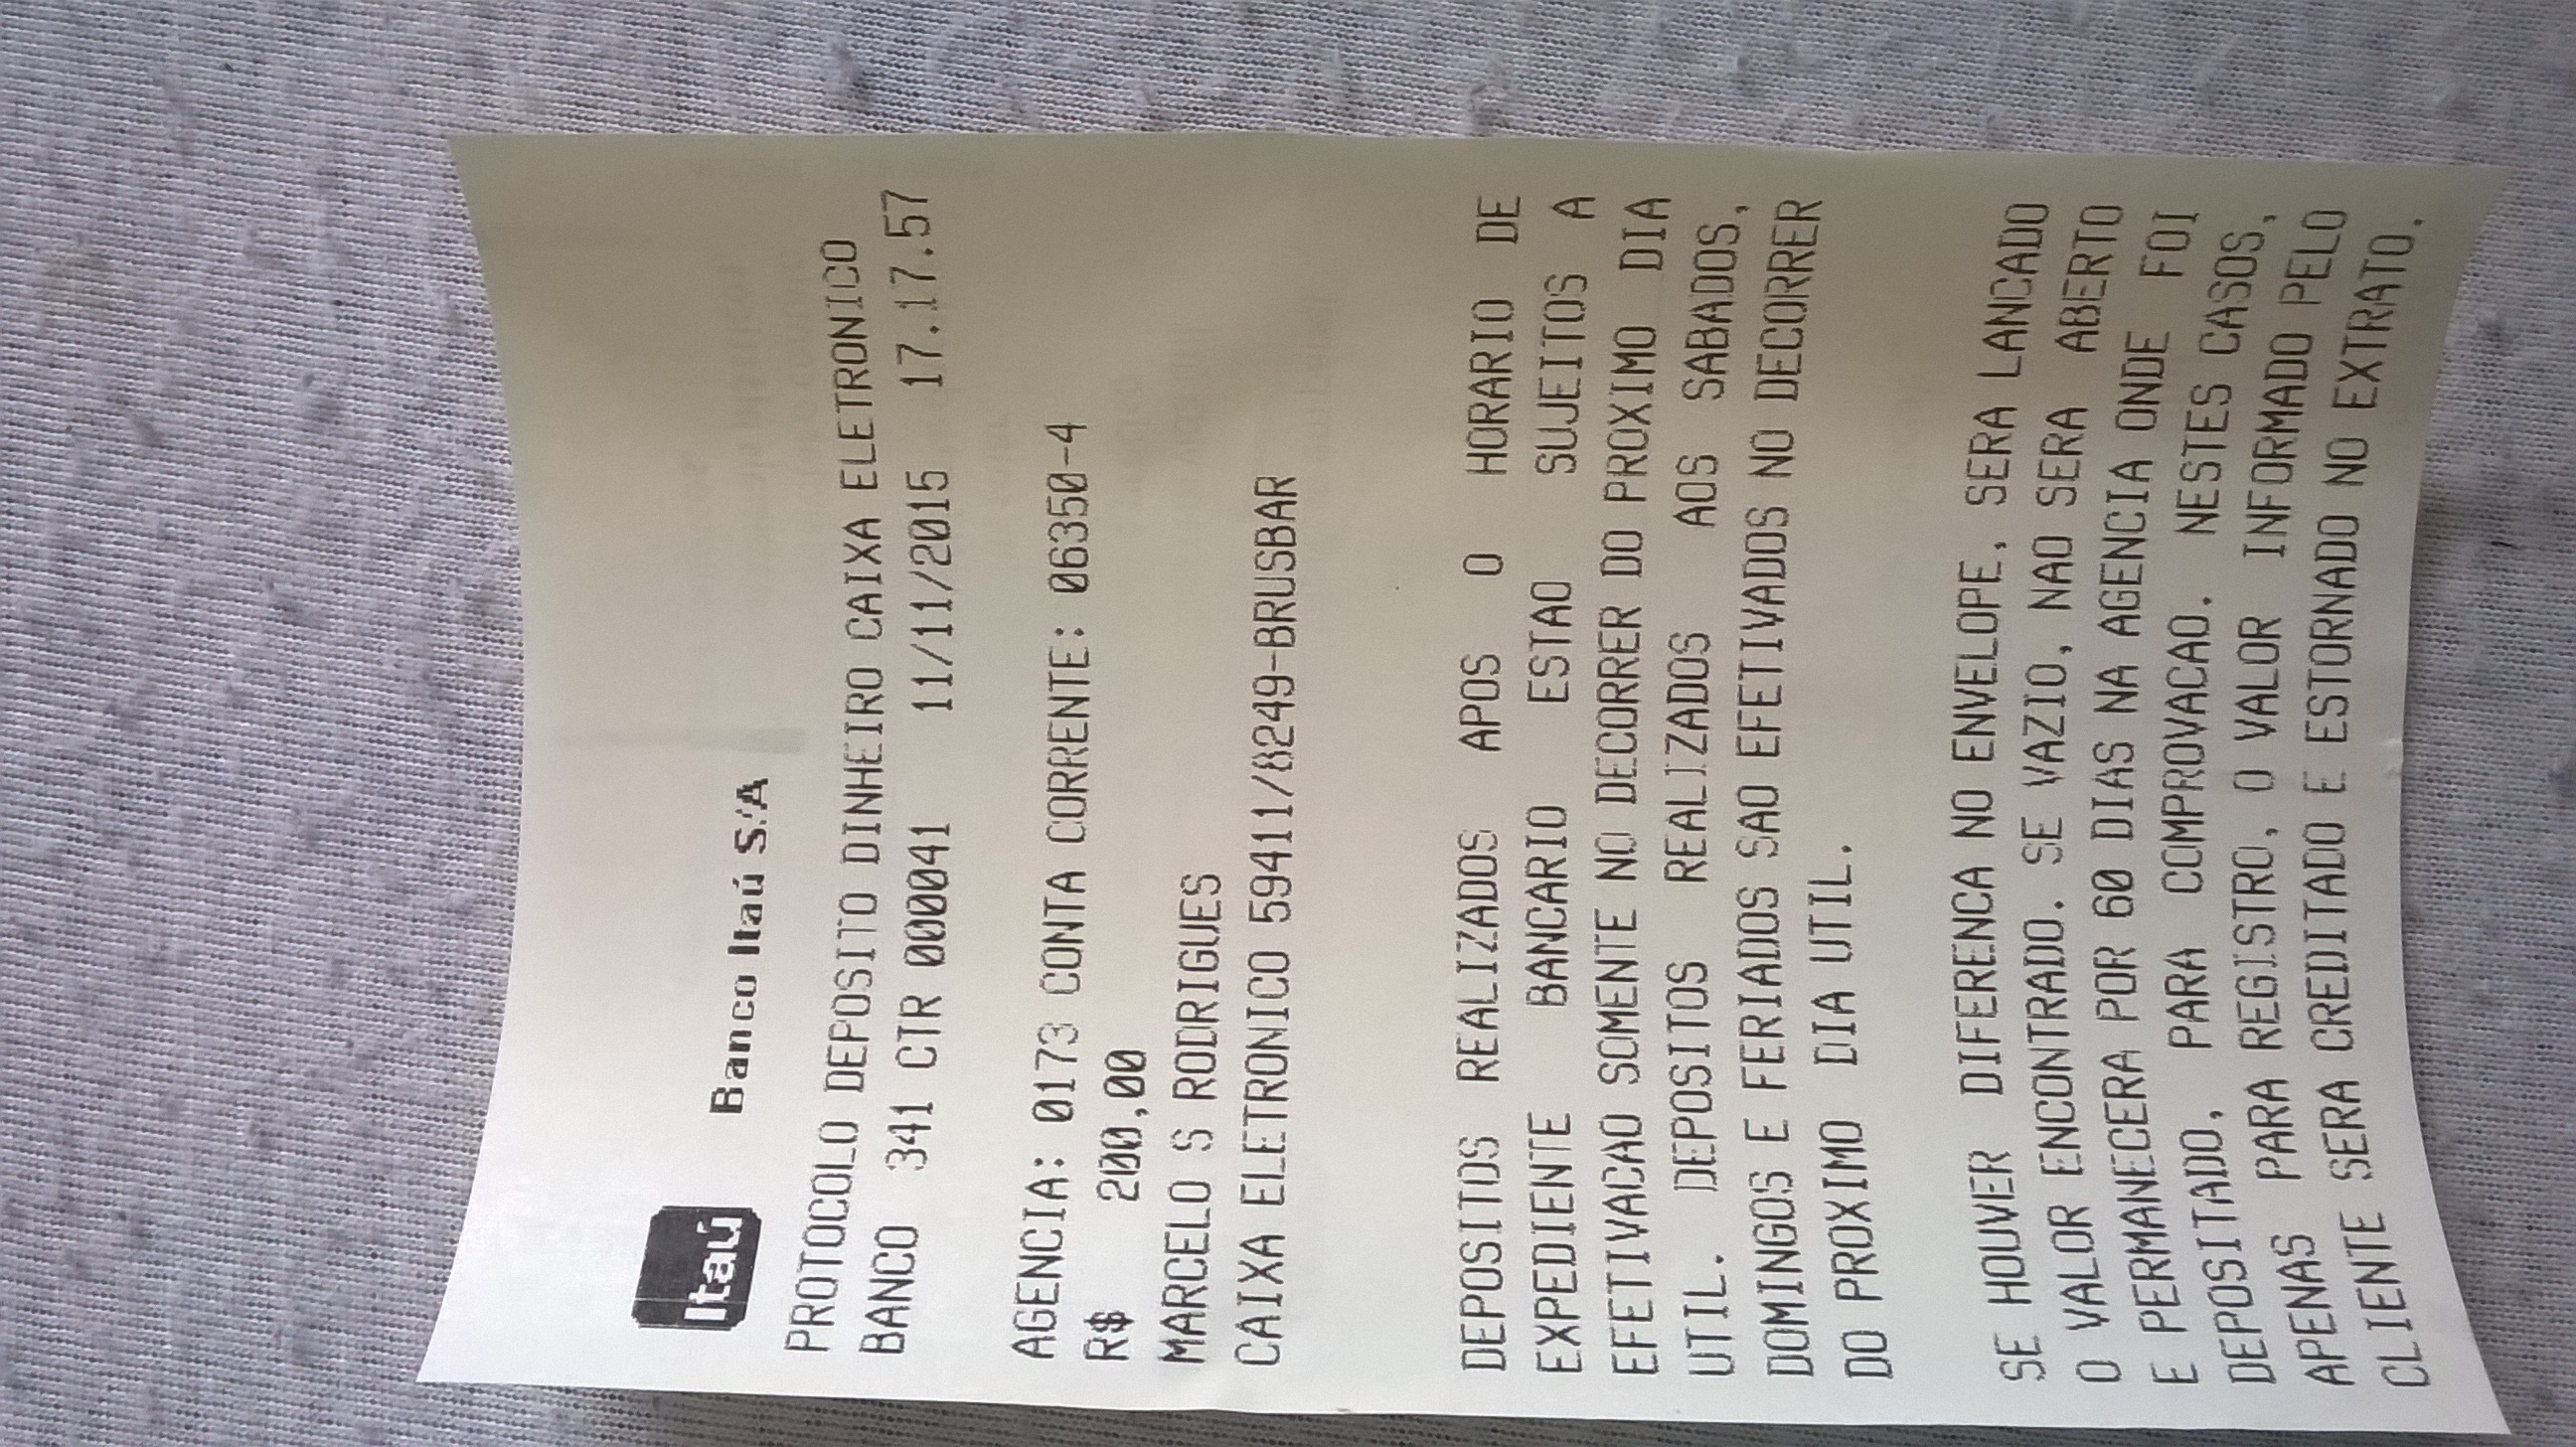 Itaú Banco Itaú S/A
PROTOCOLO DEPOSITO DINHEIRO CAIXA ELETRONICO
BANCO 341 CTR 000041 11/11/2015 17.17.57
AGENCIA: 0173 CONTA CORRENTE: 06350-4
R$ 200,00
MARCELO S RODRIGUES
CAIXA ELETRONICO 59411/8249-BRUSBAR
DEPOSITOS REALIZADOS APOS O HORARIO DE
EXPEDIENTE BANCARIO ESTAO SUJEITOS A
EFETIVACAO SOMENTE NO DECORRER DO PROXIMO DIA
UTIL. DEPOSITOS REALIZADOS AOS SABADOS,
DOMINGOS E FERIADOS SAO EFETIVADOS NO DECORRER
DO PROXIMO DIA UTIL.
SE HOUVER DIFERENCA NO ENVELOPE, SERA LANCADO
O VALOR ENCONTRADO. SE VAZIO, NAO SERA ABERTO
E PERMANECERA POR 60 DIAS NA AGENCIA ONDE FOI
DEPOSITADO, PARA COMPROVACAO. NESTES CASOS,
APENAS PARA REGISTRO, O VALOR INFORMADO PELO
CLIENTE SERA CREDITADO E ESTORNADO NO EXTRATO.